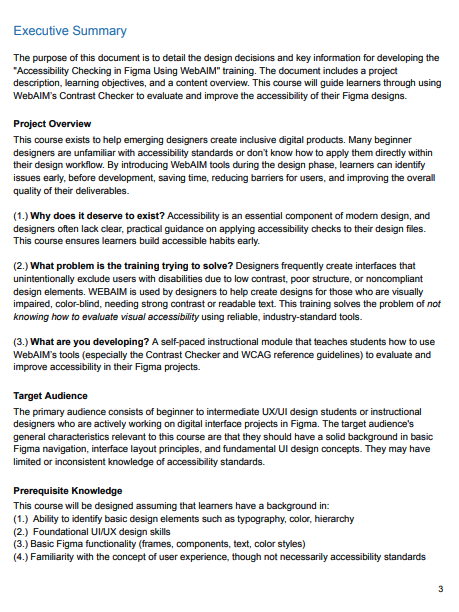 Executive Summary
The purpose of this document is to detail the design decisions and key information for developing the
"Accessibility Checking in Figma Using WebAIM" training. The document includes a project
description, learning objectives, and a content overview. This course will guide learners through using
WebAIM's Contrast Checker to evaluate and improve the accessibility of their Figma designs.
Project Overview
This course exists to help emerging designers create inclusive digital products. Many beginner
designers are unfamiliar with accessibility standards or don't know how to apply them directly within
their design workflow. By introducing WebAIM tools during the design phase, learners can identify
issues early, before development, saving time, reducing barriers for users, and improving the overall
quality of their deliverables.
(1.) Why does it deserve to exist? Accessibility is an essential component of modern design, and
designers often lack clear, practical guidance on applying accessibility checks to their design files.
This course ensures learners build accessible habits early.
(2.) What problem is the training trying to solve? Designers frequently create interfaces that
unintentionally exclude users with disabilities due to low contrast, poor structure, or noncompliant
design elements. WEBAIM is used by designers to help create designs for those who are visually
impaired, color-blind, needing strong contrast or readable text. This training solves the problem of not
knowing how to evaluate visual accessibility using reliable, industry-standard tools.
(3.) What are you developing? A self-paced instructional module that teaches students how to use
WebAIM's tools (especially the Contrast Checker and WCAG reference guidelines) to evaluate and
improve accessibility in their Figma projects.
Target Audience
The primary audience consists of beginner to intermediate UX/UI design students or instructional
designers who are actively working on digital interface projects in Figma. The target audience's
general characteristics relevant to this course are that they should have a solid background in basic
Figma navigation, interface layout principles, and fundamental UI design concepts. They may have
limited or inconsistent knowledge of accessibility standards.
Prerequisite Knowledge
This course will be designed assuming that learners have a background in:
(1.) Ability to identify basic design elements such as typography, color, hierarchy
(2.) Foundational UI/UX design skills
(3.) Basic Figma functionality (frames, components, text, color styles)
(4.) Familiarity with the concept of user experience, though not necessarily accessibility standards
3